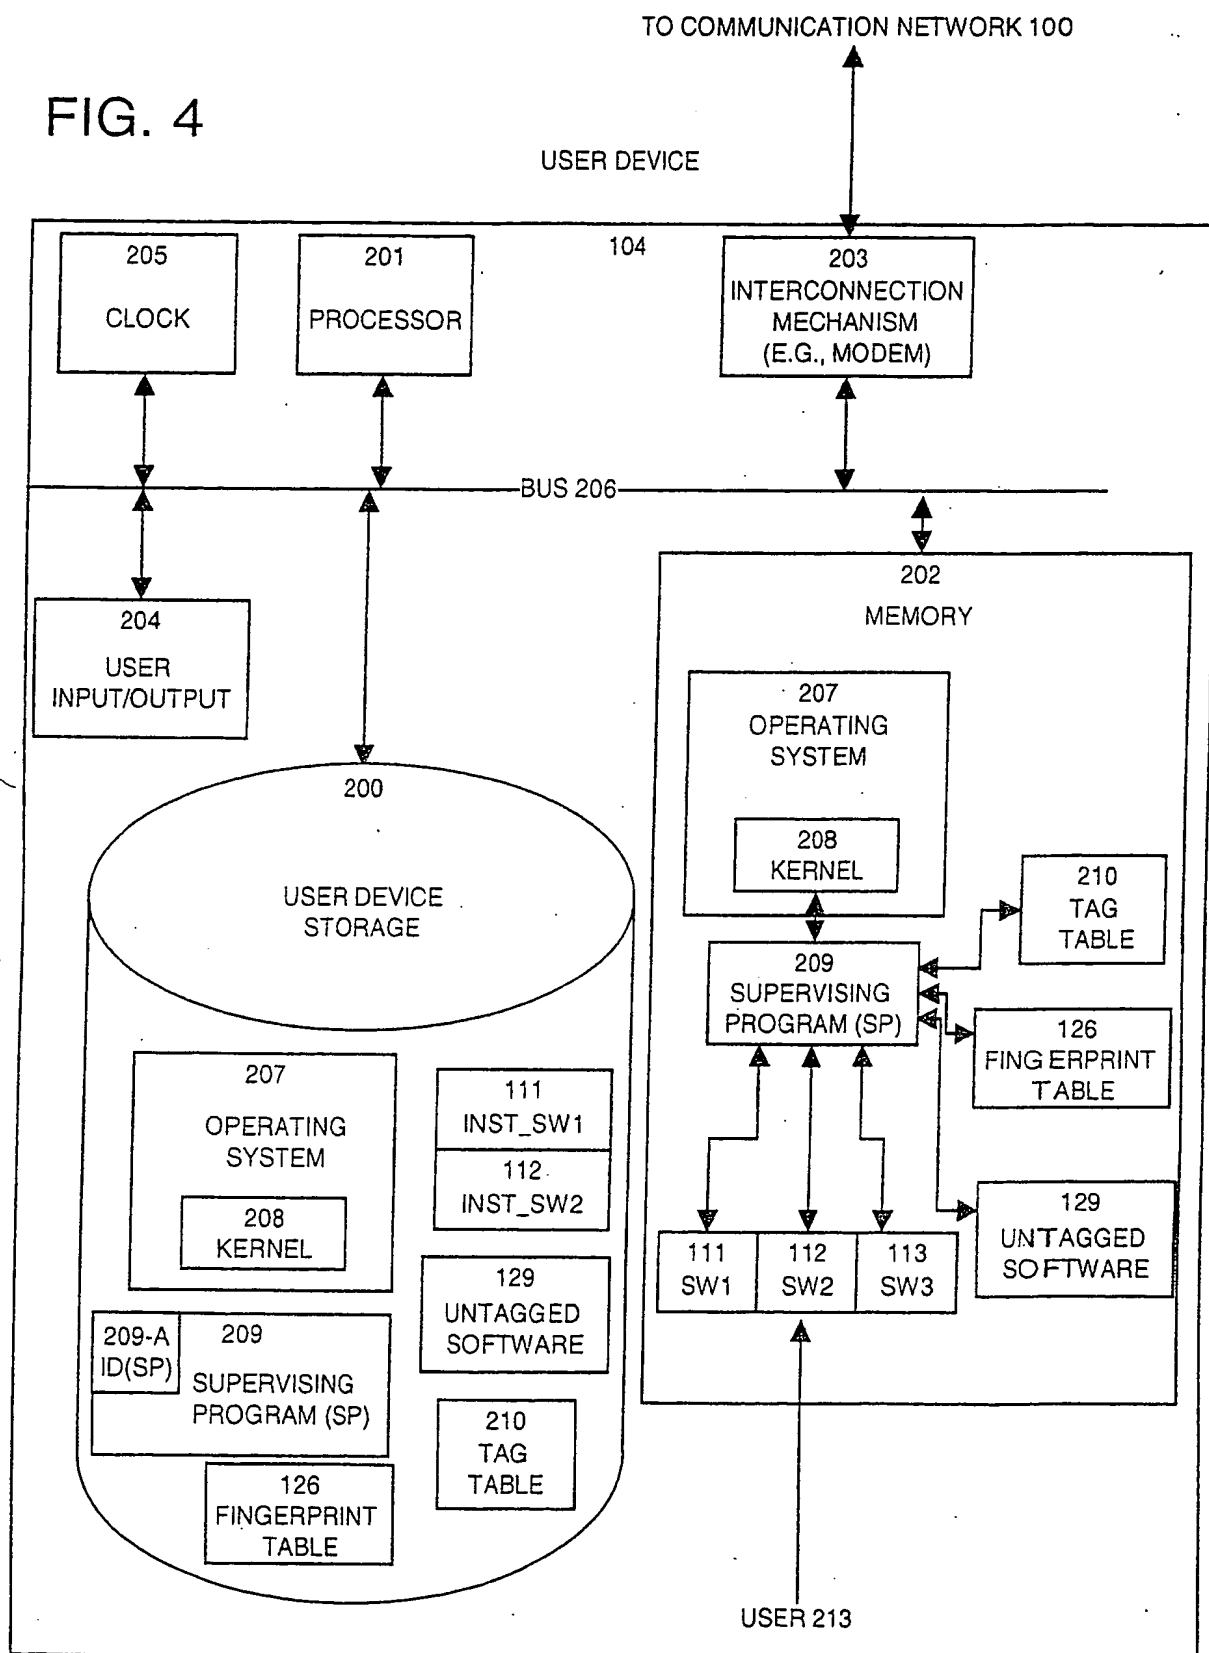 TO COMMUNICATION NETWORK 100
FIG. 4
USER DEVICE
104
205
CLOCK
201
PROCESSOR
203
INTERCONNECTION
MECHANISM
(E.G., MODEM)
BUS 206
204
USER
INPUT/OUTPUT
202
MEMORY
207
OPERATING
SYSTEM
208
KERNEL
209
SUPERVISING
PROGRAM (SP)
210
TAG
TABLE
126
FINGERPRINT
TABLE
129
UNTAGGED
SOFTWARE
111
SW1
112
SW2
113
SW3
USER 213
200
USER DEVICE
STORAGE
207
OPERATING
SYSTEM
208
KERNEL
111
INST_SW1
112
INST_SW2
129
UNTAGGED
SOFTWARE
209-A
ID(SP)
209
SUPERVISING
PROGRAM (SP)
210
TAG
TABLE
126
FINGERPRINT
TABLE